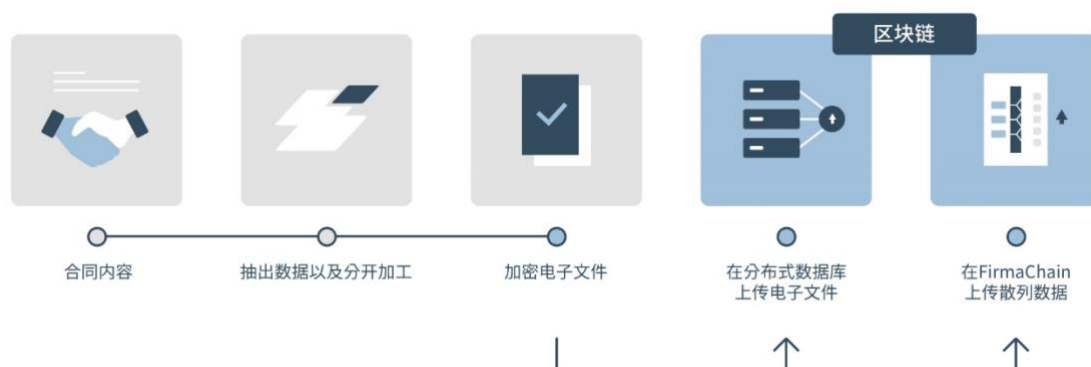 区块链
合同内容
抽出数据以及分开加工
加密电子文件
在分布式数据库
上传电子文件
在FirmaChain
上传散列数据